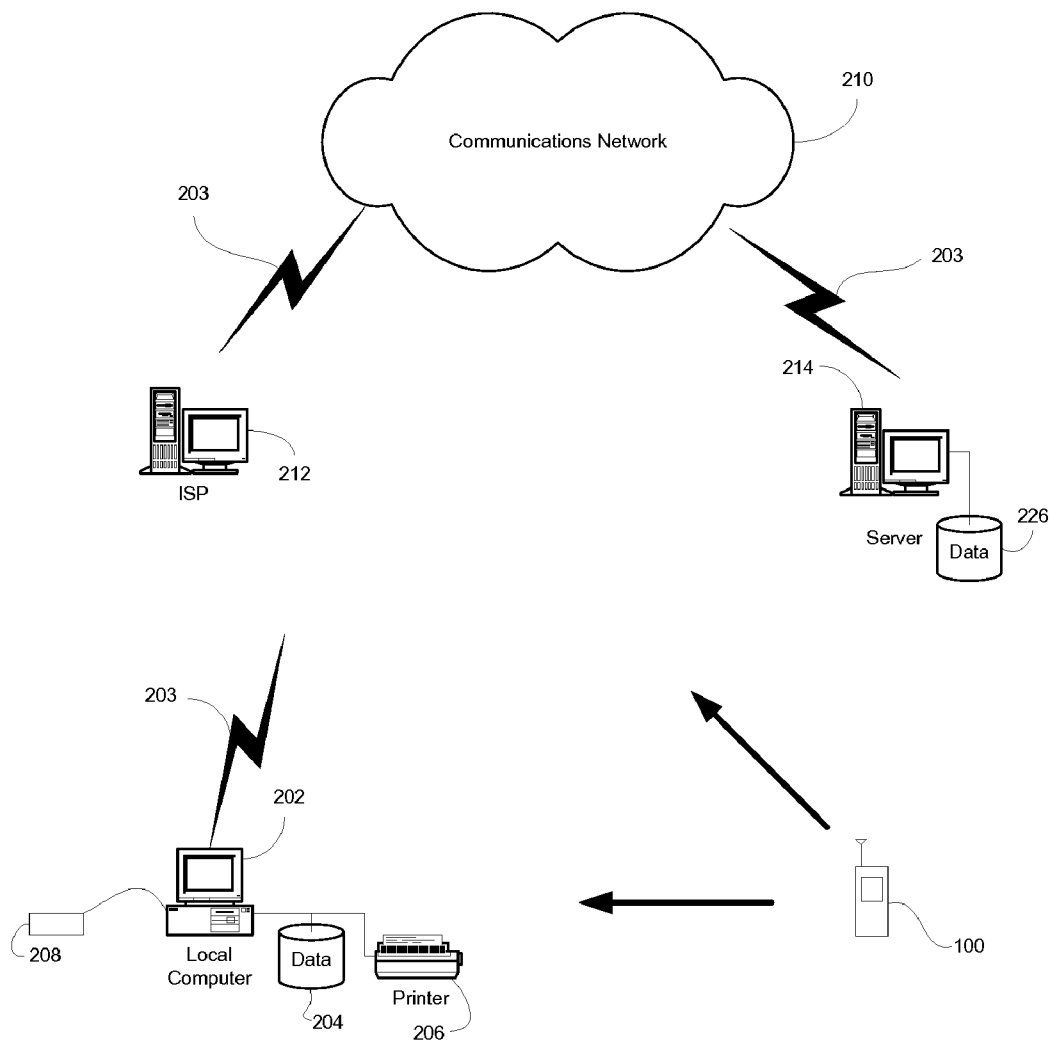 210
Communications Network
203
203
214
212
ISP
226
Server
Data
203
202
208
Local
Computer
Data
100
Printer
204
206